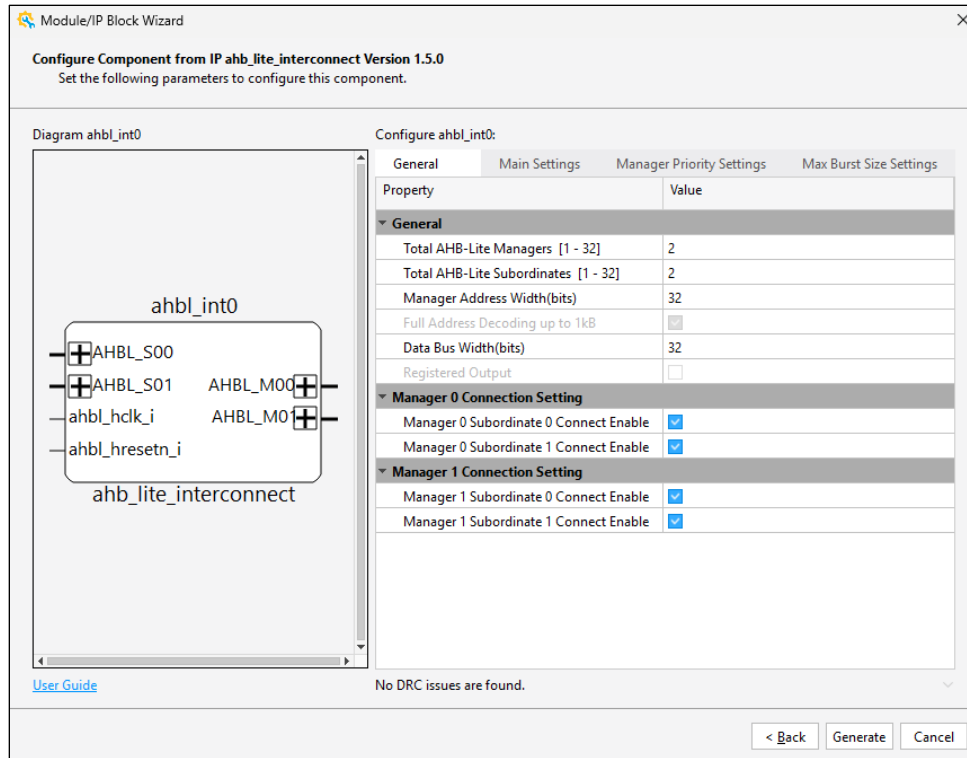 Module/IP Block Wizard
Configure Component from IP ahb_lite_interconnect Version 1.5.0
Set the following parameters to configure this component.
Diagram ahbl_int0
ahbl_int0
AHBL_S00
AHBL_S01 AHBL_M00
ahbl_hclk_i AHBL_M01
ahbl_hresetn_i
ahb_lite_interconnect
User Guide
Configure ahbl_int0:
General Main Settings Manager Priority Settings Max Burst Size Settings
Property Value
General
Total AHB-Lite Managers [1 - 32] 2
Total AHB-Lite Subordinates [1 - 32] 2
Manager Address Width(bits) 32
Full Address Decoding up to 1kB
Data Bus Width(bits) 32
Registered Output
Manager 0 Connection Setting
Manager 0 Subordinate 0 Connect Enable
Manager 0 Subordinate 1 Connect Enable
Manager 1 Connection Setting
Manager 1 Subordinate 0 Connect Enable
Manager 1 Subordinate 1 Connect Enable
No DRC issues are found.
< Back Generate Cancel